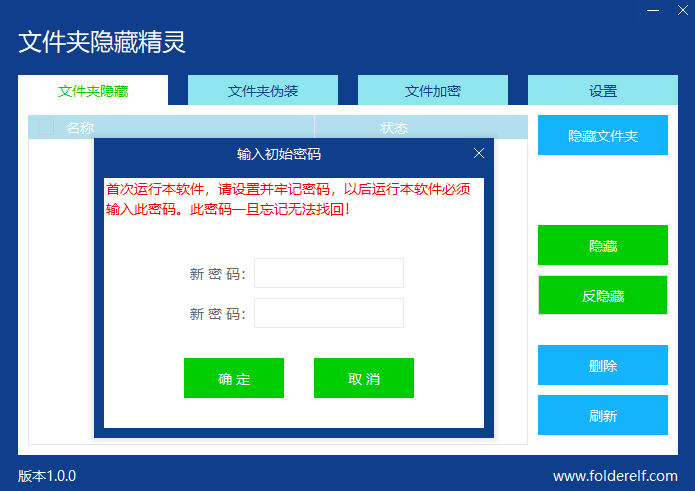 文件夹隐藏精灵
文件夹隐藏
文件夹伪装
文件加密
设置
名称
状态
隐藏文件夹
输入初始密码
首次运行本软件，请设置并牢记密码，以后运行本软件必须
输入此密码。此密码一旦忘记无法找回！
新 密 码：
新 密 码：
确 定
取 消
隐藏
反隐藏
删除
刷新
版本1.0.0
www.folderelf.com